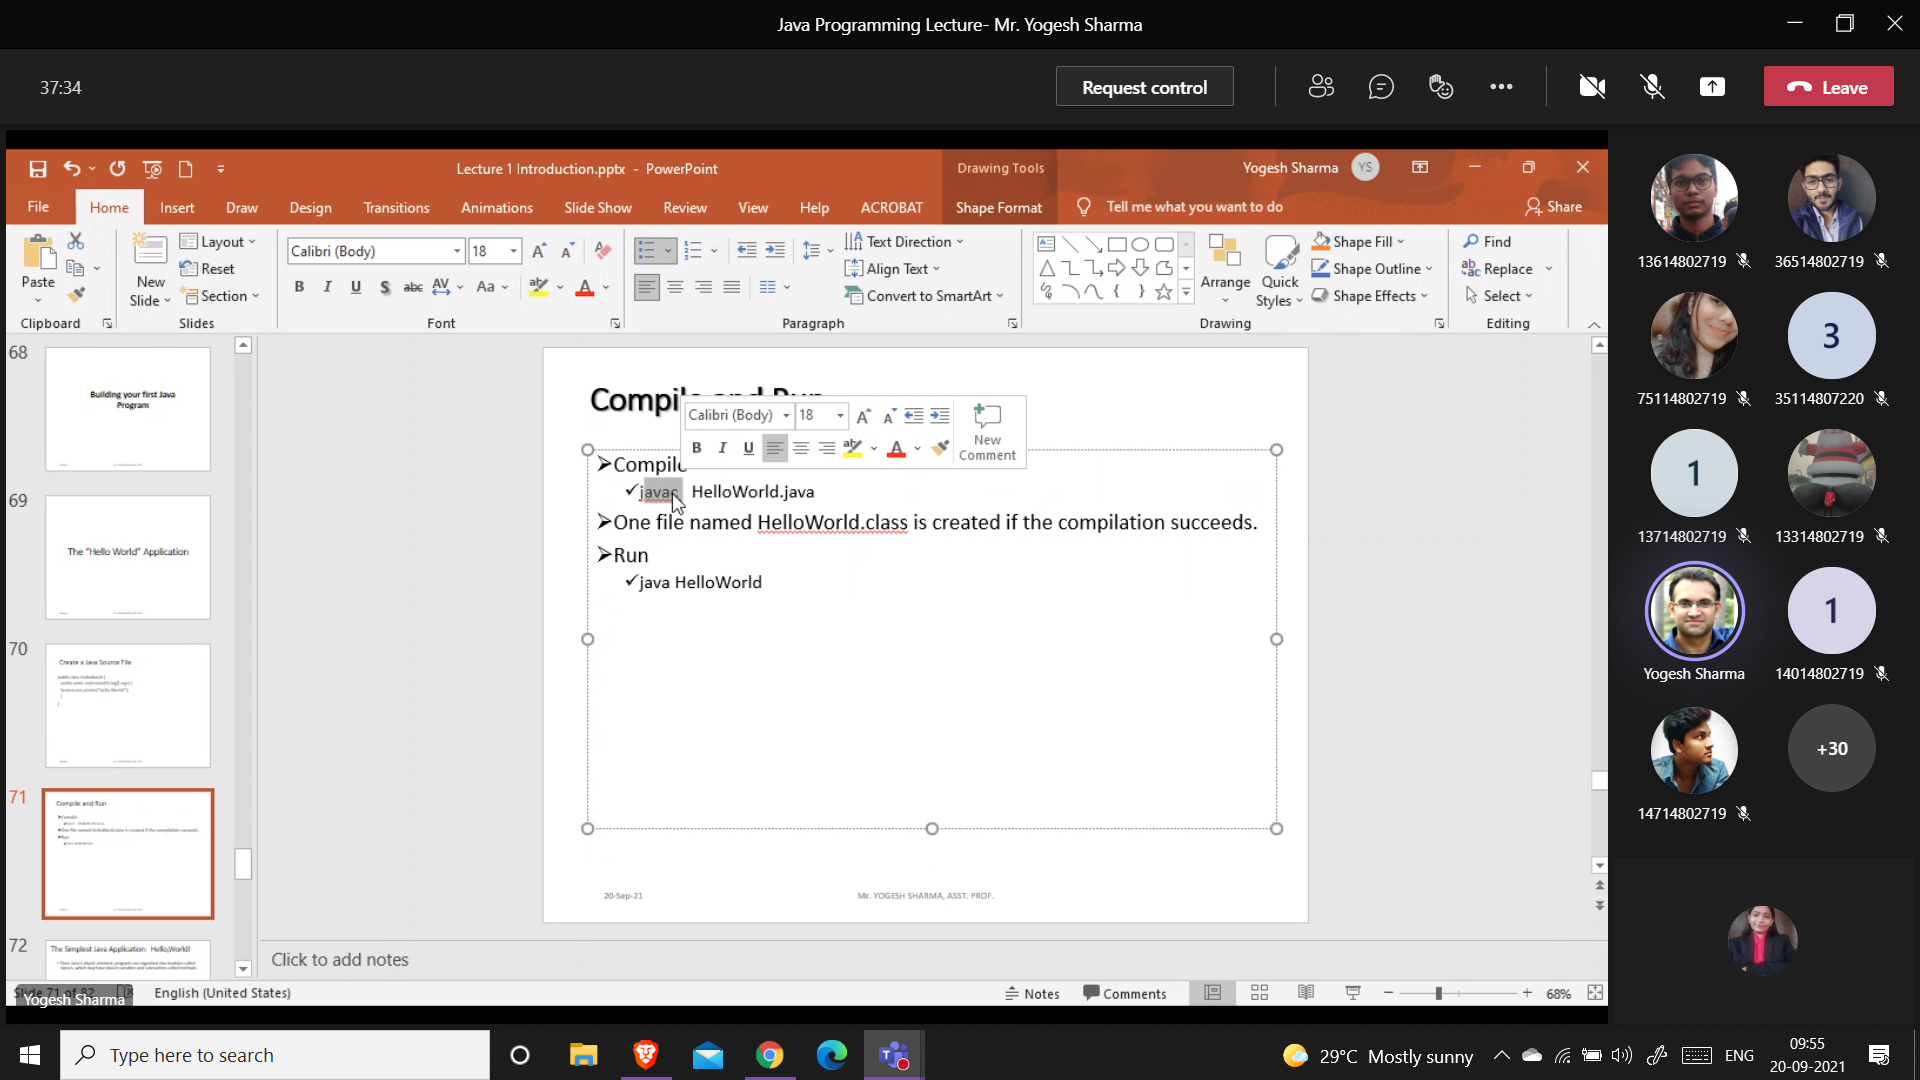 Java Programming Lecture- Mr. Yogesh Sharma
37:34
Request control
Leave
Lecture 1 Introduction.pptx - PowerPoint
Drawing Tools
Yogesh Sharma
YS
File
Home
Insert
Draw
Design
Transitions
Animations
Slide Show
Review
View
Help
ACROBAT
Shape Format
Tell me what you want to do
Share
Paste
Clipboard
New
Slide
Layout
Reset
Section
Slides
Calibri (Body)
18
B I U S abc AV Aa A
Font
Text Direction
Align Text
Convert to SmartArt
Paragraph
Arrange
Quick
Styles
Shape Fill
Shape Outline
Shape Effects
Drawing
Find
Replace
Select
Editing
68
Building your first Java
Program
69
The "Hello World" Application
70
Create a Java Source File
71
Compile and Run
72
The Simplest Java Application: Hello,World!
Compile and Run
Calibri (Body)
18
B I U
New
Comment
➢Compile
✓javac HelloWorld.java
➢One file named HelloWorld.class is created if the compilation succeeds.
➢Run
✓java HelloWorld
20-Sep-21
Mr. YOGESH SHARMA, ASST. PROF.
Click to add notes
Slide 71 of 82
Yogesh Sharma
English (United States)
Notes
Comments
68%
13614802719
36514802719
3
75114802719
35114807220
1
13714802719
13314802719
1
Yogesh Sharma
14014802719
+30
14714802719
Type here to search
29°C Mostly sunny
ENG
09:55
20-09-2021